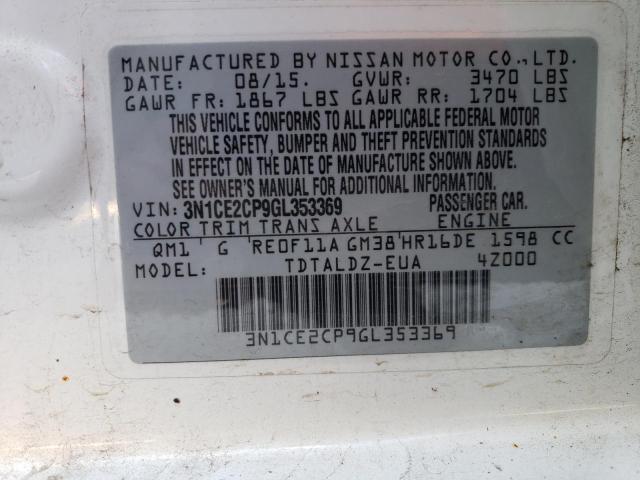 MANUFACTURED BY NISSAN MOTOR CO.,LTD.
DATE: 08/15. GVWR: 3470 LBS
GAWR FR: 1867 LBS GAWR RR: 1704 LBS
THIS VEHICLE CONFORMS TO ALL APPLICABLE FEDERAL MOTOR
VEHICLE SAFETY, BUMPER AND THEFT PREVENTION STANDARDS
IN EFFECT ON THE DATE OF MANUFACTURE SHOWN ABOVE.
SEE OWNER'S MANUAL FOR ADDITIONAL INFORMATION.
VIN: 3N1CE2CP9GL353369 PASSENGER CAR.
COLOR TRIM TRANS AXLE ENGINE
QM1 G RE0F11A GM38 HR16DE 1598 CC
MODEL: TDTALDZ-EUA 4Z000
3N1CE2CP9GL353369